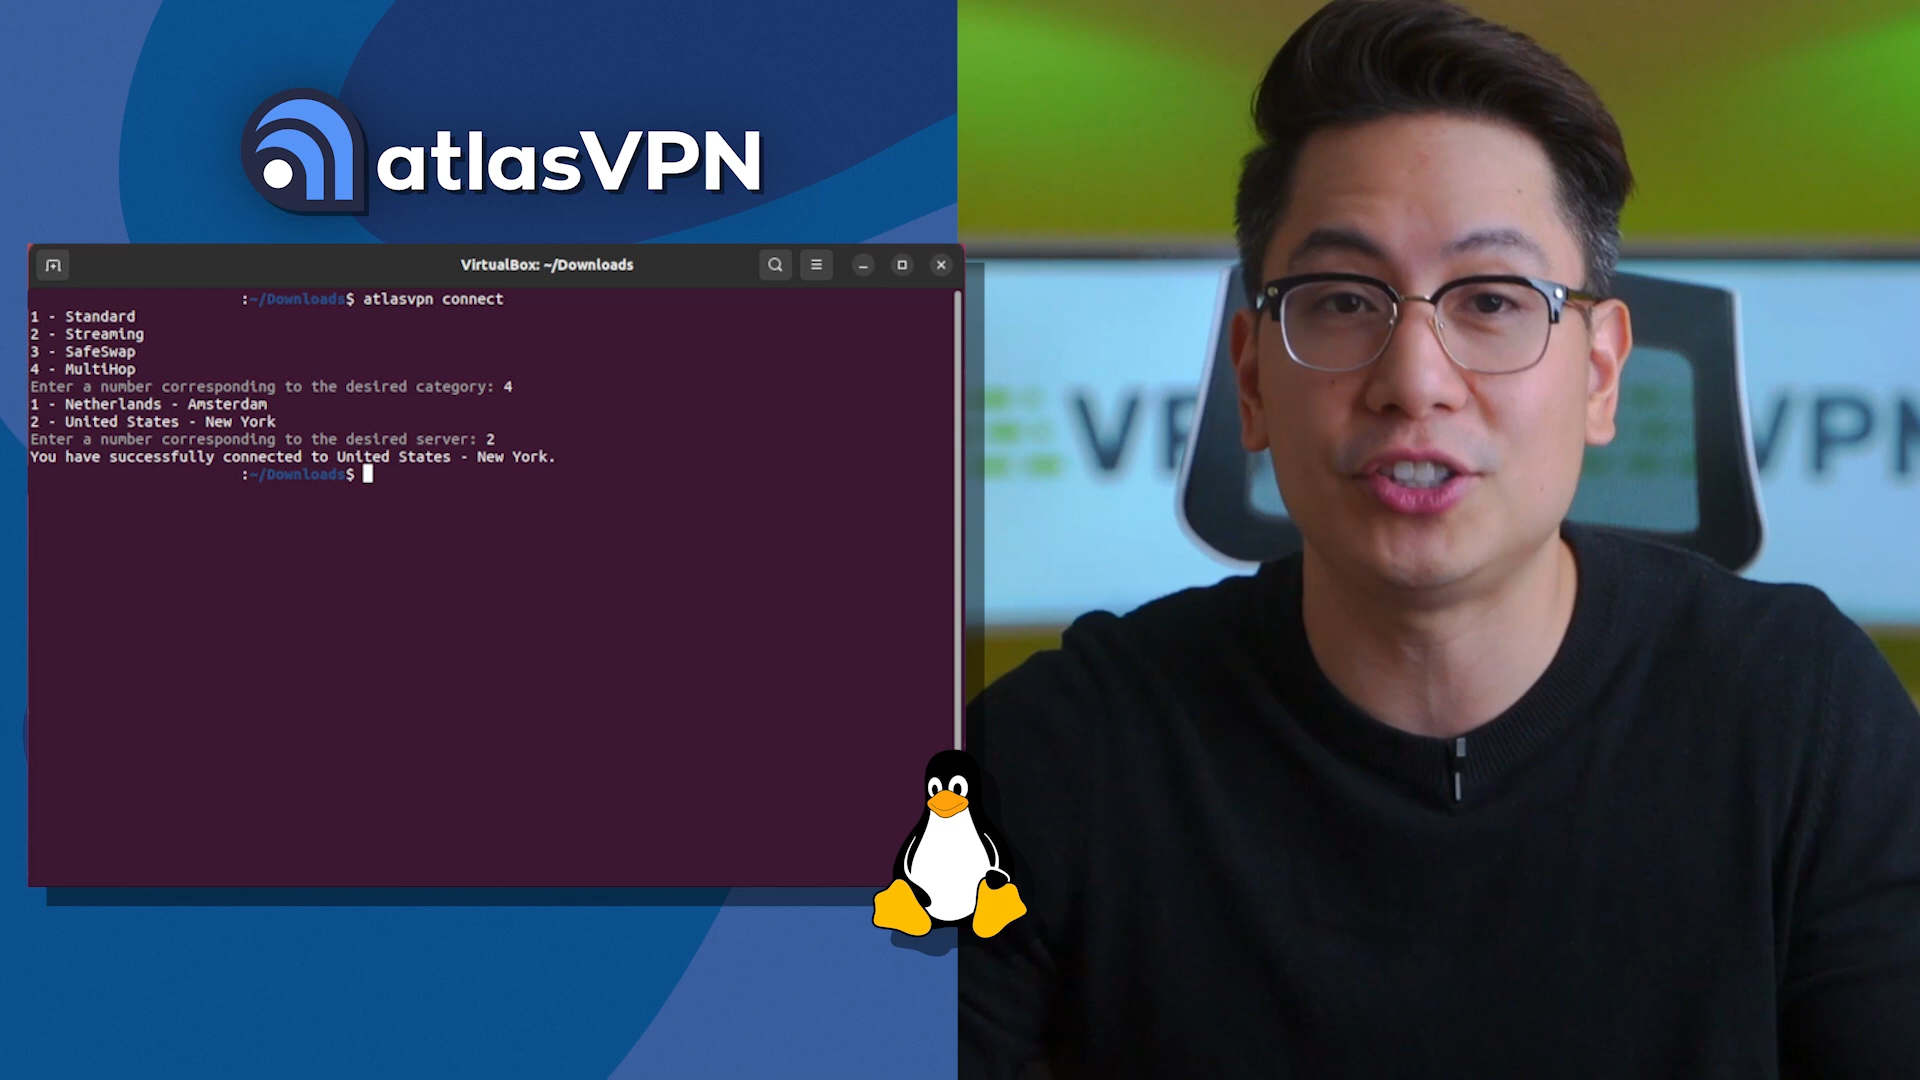 atlasVPN
VirtualBox: ~/Downloads
:~/Downloads$ atlasvpn connect
1 - Standard
2 - Streaming
3 - SafeSwap
4 - MultiHop
Enter a number corresponding to the desired category: 4
1 - Netherlands - Amsterdam
2 - United States - New York
Enter a number corresponding to the desired server: 2
You have successfully connected to United States - New York.
:~/Downloads$
VPN